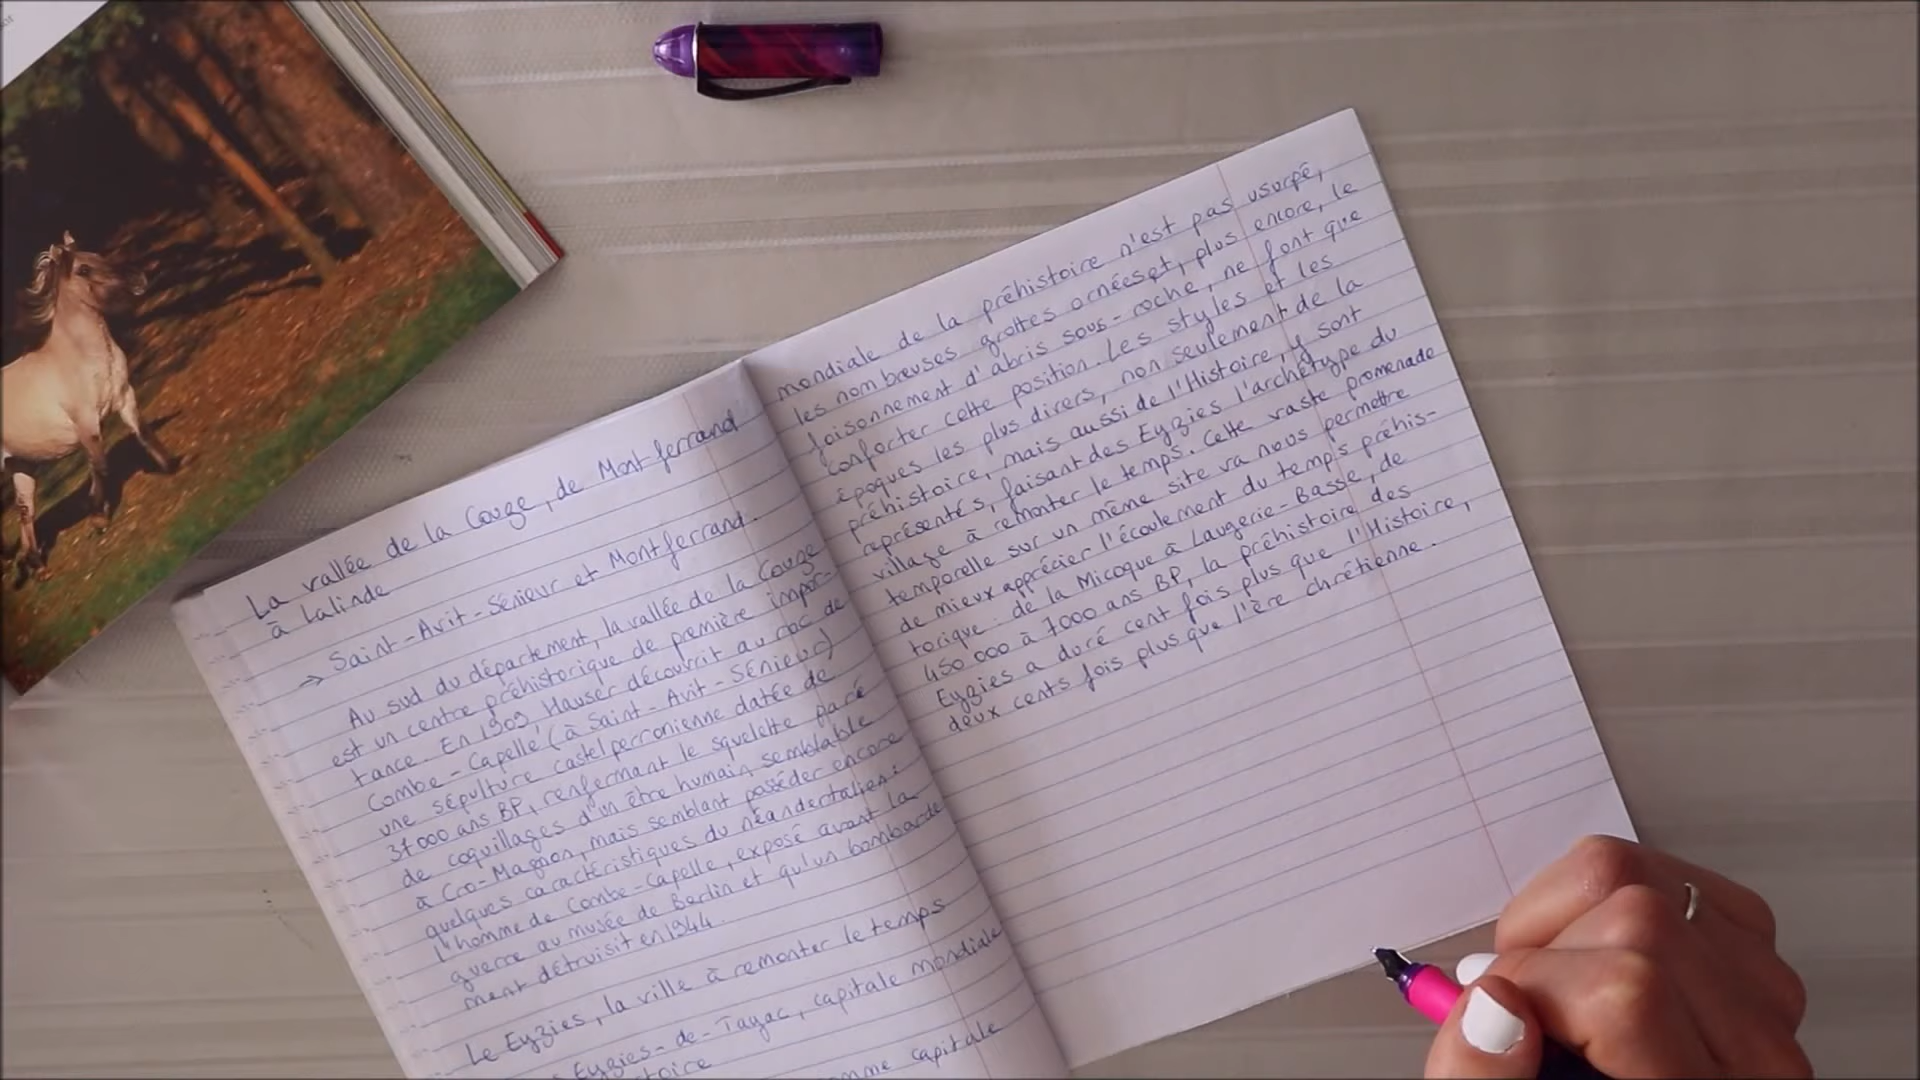 La vallée de la Couze, de Montferrand
à Lalinde
→ Saint-Avit-Sénieur et Montferrand.
Au sud du département, la vallée de la Couze
est un centre préhistorique de première impor-
tance. En 1909 Hauser découvrit au roc de
Combe-Capelle (à Saint-Avit-Sénieur)
une sépulture castelperronienne datée de
37000 ans BP, renfermant le squelette paré
de coquillages d'un être humain semblable
à Cro-Magnon, mais semblant posséder encore
quelques caractéristiques du néandertalien :
l'homme de Combe-Capelle, exposé avant la
guerre au musée de Berlin et qu'un bombarde
ment détruisit en 1944.
Le Eyzies, la ville à remonter le temps
Eyzies-de-Tayac, capitale mondiale
toire
mme capitale
mondiale de la préhistoire n'est pas usurpé,
les nombreuses grottes ornées et, plus encore, le
foisonnement d'abris sous-roche, ne font que
conforter cette position. Les styles et les
époques les plus divers, non seulement de la
préhistoire, mais aussi de l'Histoire, y sont
représentés, faisant des Eyzies l'archétype du
village à remonter le temps. Cette vaste promenade
temporelle sur un même site va nous permettre
de mieux apprécier l'écoulement du temps préhis-
torique : de la Micoque à Laugerie-Basse, de
450 000 à 7000 ans BP, la préhistoire des
Eyzies a duré cent fois plus que l'Histoire,
deux cents fois plus que l'ère chrétienne.